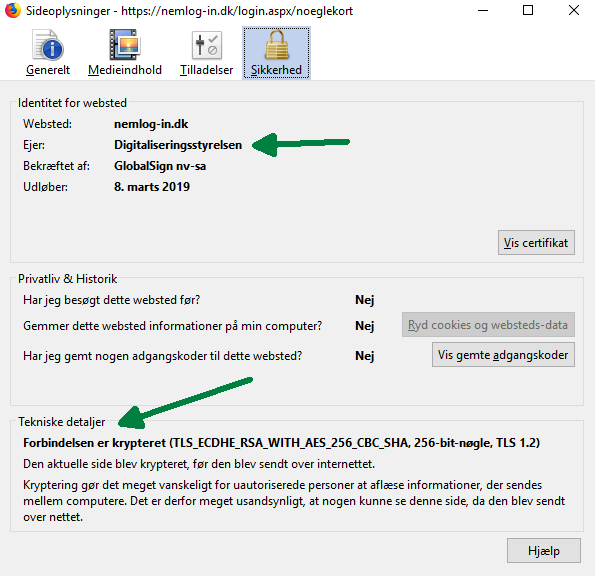 Sideoplysninger - https://nemlog-in.dk/login.aspx/noeglekort
Generelt
Medieindhold
Tilladelser
Sikkerhed
Identitet for websted
Websted: nemlog-in.dk
Ejer: Digitaliseringsstyrelsen
Bekræftet af: GlobalSign nv-sa
Udløber: 8. marts 2019
Vis certifikat
Privatliv & Historik
Har jeg besøgt dette websted før? Nej
Gemmer dette websted informationer på min computer? Nej Ryd cookies og websteds-data
Har jeg gemt nogen adgangskoder til dette websted? Nej Vis gemte adgangskoder
Tekniske detaljer
Forbindelsen er krypteret (TLS_ECDHE_RSA_WITH_AES_256_CBC_SHA, 256-bit-nøgle, TLS 1.2)
Den aktuelle side blev krypteret, før den blev sendt over internettet.
Kryptering gør det meget vanskeligt for uautoriserede personer at aflæse informationer, der sendes
mellem computere. Det er derfor meget usandsynligt, at nogen kunne se denne side, da den blev sendt
over nettet.
Hjælp